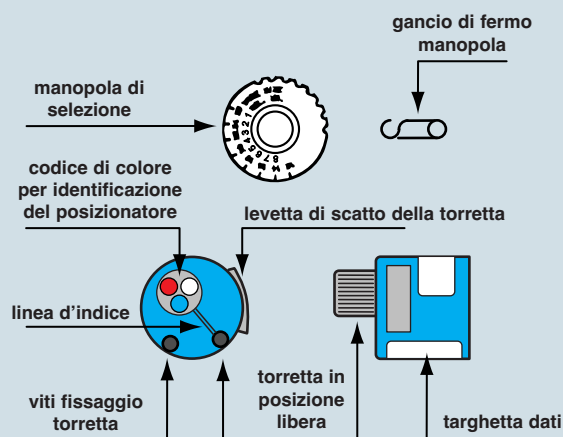 gancio di fermo
manopola
manopola di
selezione
codice di colore
per identificazione
del posizionatore
levetta di scatto della torretta
linea d'indice
viti fissaggio
torretta
torretta in
posizione
libera
targhetta dati